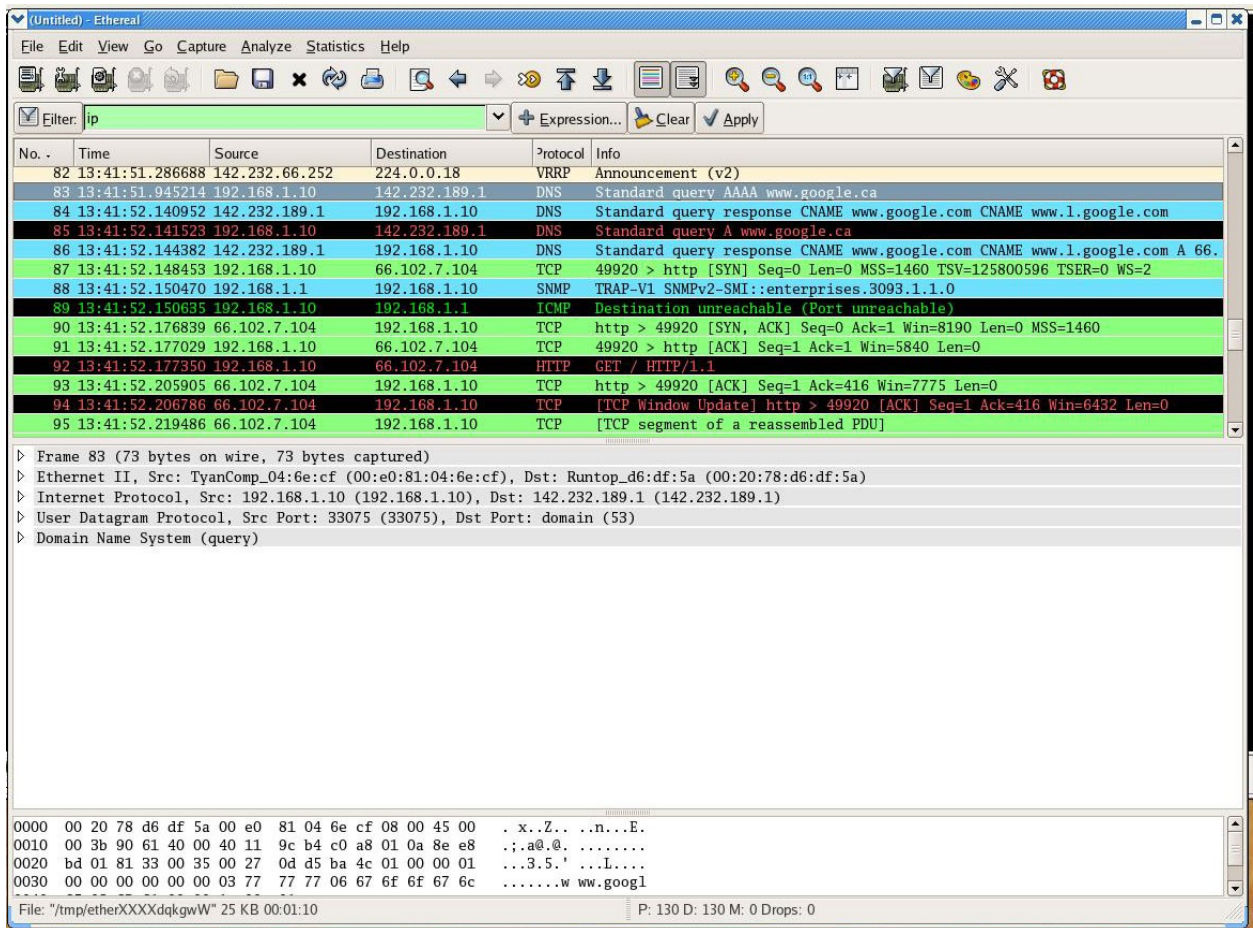 (Untitled) - Ethereal
File Edit View Go Capture Analyze Statistics Help
Filter: ip Expression... Clear Apply
No. . Time Source Destination Protocol Info
82 13:41:51.286688 142.232.66.252 224.0.0.18 VRRP Announcement (v2)
83 13:41:51.945214 192.168.1.10 142.232.189.1 DNS Standard query AAAA www.google.ca
84 13:41:52.140952 142.232.189.1 192.168.1.10 DNS Standard query response CNAME www.google.com CNAME www.l.google.com
85 13:41:52.141523 192.168.1.10 142.232.189.1 DNS Standard query A www.google.ca
86 13:41:52.144382 142.232.189.1 192.168.1.10 DNS Standard query response CNAME www.google.com CNAME www.l.google.com A 66.
87 13:41:52.148453 192.168.1.10 66.102.7.104 TCP 49920 > http [SYN] Seq=0 Len=0 MSS=1460 TSV=125800596 TSER=0 WS=2
88 13:41:52.150470 192.168.1.1 192.168.1.10 SNMP TRAP-V1 SNMPv2-SMI::enterprises.3093.1.1.0
89 13:41:52.150635 192.168.1.10 192.168.1.1 ICMP Destination unreachable (Port unreachable)
90 13:41:52.176839 66.102.7.104 192.168.1.10 TCP http > 49920 [SYN, ACK] Seq=0 Ack=1 Win=8190 Len=0 MSS=1460
91 13:41:52.177029 192.168.1.10 66.102.7.104 TCP 49920 > http [ACK] Seq=1 Ack=1 Win=5840 Len=0
92 13:41:52.177350 192.168.1.10 66.102.7.104 HTTP GET / HTTP/1.1
93 13:41:52.205905 66.102.7.104 192.168.1.10 TCP http > 49920 [ACK] Seq=1 Ack=416 Win=7775 Len=0
94 13:41:52.206786 66.102.7.104 192.168.1.10 TCP [TCP Window Update] http > 49920 [ACK] Seq=1 Ack=416 Win=6432 Len=0
95 13:41:52.219486 66.102.7.104 192.168.1.10 TCP [TCP segment of a reassembled PDU]
Frame 83 (73 bytes on wire, 73 bytes captured)
Ethernet II, Src: TyanComp_04:6e:cf (00:e0:81:04:6e:cf), Dst: Runtop_d6:df:5a (00:20:78:d6:df:5a)
Internet Protocol, Src: 192.168.1.10 (192.168.1.10), Dst: 142.232.189.1 (142.232.189.1)
User Datagram Protocol, Src Port: 33075 (33075), Dst Port: domain (53)
Domain Name System (query)
0000 00 20 78 d6 df 5a 00 e0 81 04 6e cf 08 00 45 00 . x..Z.. ..n...E.
0010 00 3b 90 61 40 00 40 11 9c b4 c0 a8 01 0a 8e e8 .;.a@.@. ........
0020 bd 01 81 33 00 35 00 27 0d d5 ba 4c 01 00 00 01 ...3.5.' ...L....
0030 00 00 00 00 00 00 03 77 77 77 06 67 6f 6f 67 6c .......w ww.googl
File: "/tmp/etherXXXXdqkgwW" 25 KB 00:01:10 P: 130 D: 130 M: 0 Drops: 0